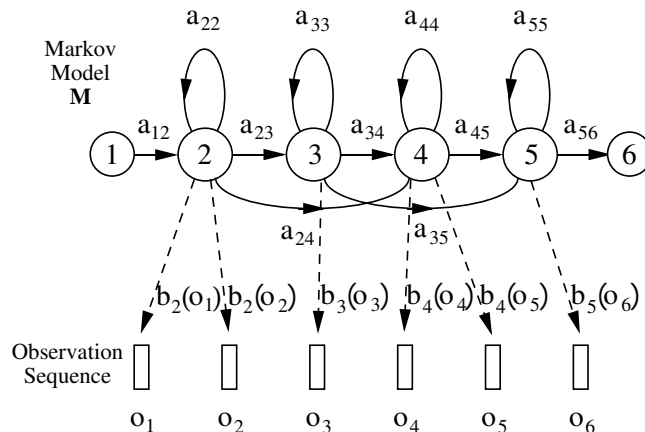 a22 a33 a44 a55
Markov
Model
M
a12 a23 a34 a45 a56
1 2 3 4 5 6
a24 a35
b2(o1) b2(o2) b3(o3) b4(o4) b4(o5) b5(o6)
Observation
Sequence
o1 o2 o3 o4 o5 o6